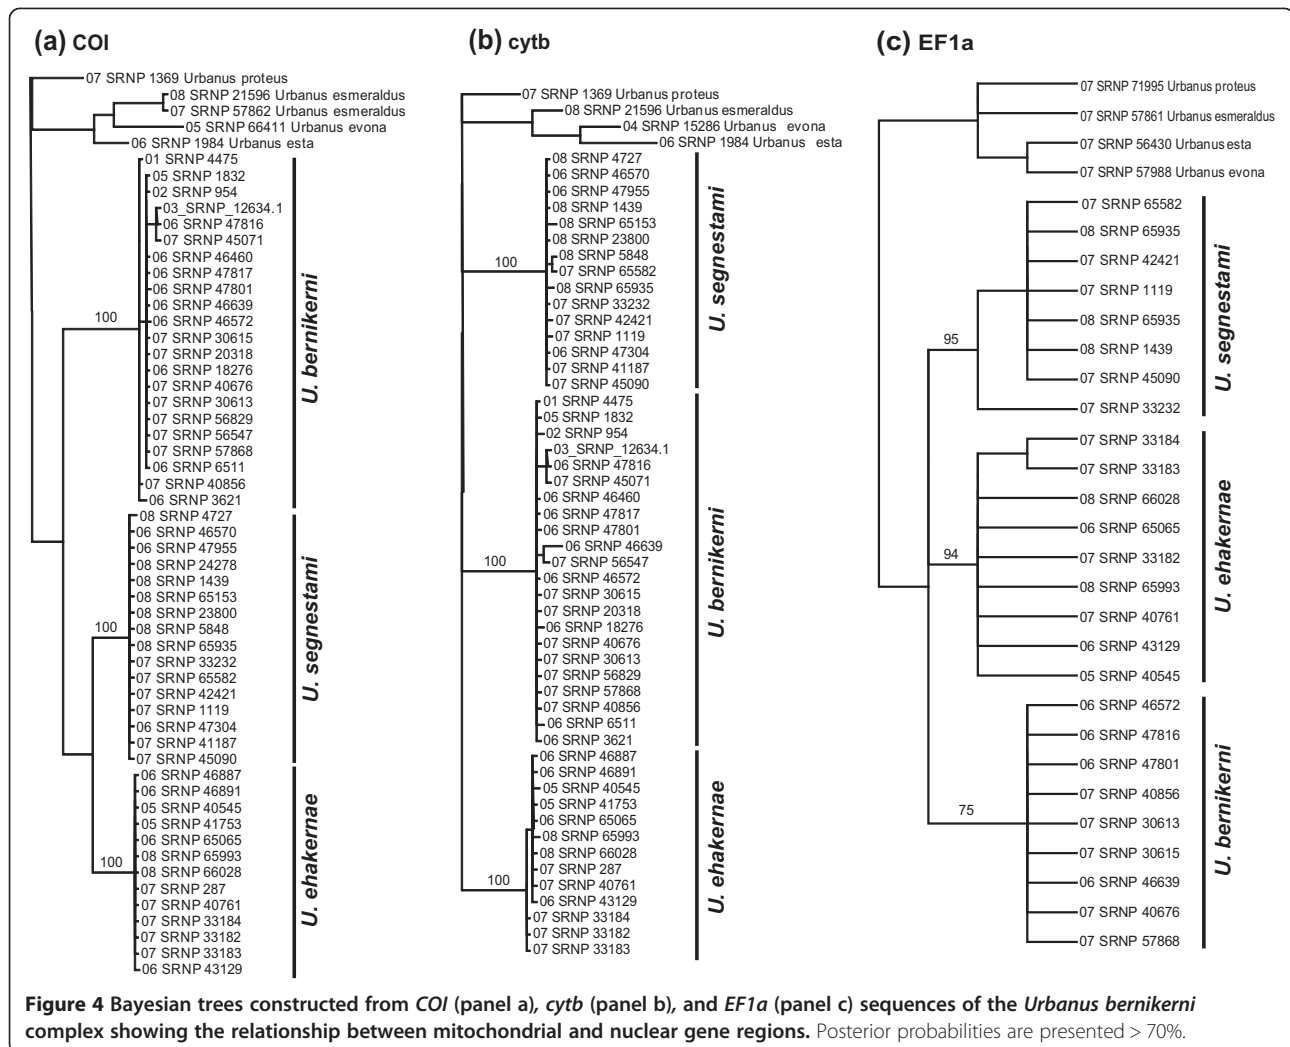 (a) COI
07 SRNP 1369 Urbanus proteus
08 SRNP 21596 Urbanus esmeraldus
07 SRNP 57862 Urbanus esmeraldus
05 SRNP 66411 Urbanus evona
06 SRNP 1984 Urbanus esta
01 SRNP 4475
05 SRNP 1832
02 SRNP 954
03_SRNP_12634.1
06 SRNP 47816
07 SRNP 45071
06 SRNP 46460
06 SRNP 47817
06 SRNP 47801
06 SRNP 46639
06 SRNP 46572
07 SRNP 30615
07 SRNP 20318
06 SRNP 18276
07 SRNP 40676
07 SRNP 30613
07 SRNP 56829
07 SRNP 56547
07 SRNP 57868
06 SRNP 6511
07 SRNP 40856
06 SRNP 3621
100
U. bernikerni
08 SRNP 4727
06 SRNP 46570
06 SRNP 47955
08 SRNP 24278
08 SRNP 1439
08 SRNP 65153
08 SRNP 23800
08 SRNP 5848
08 SRNP 65935
07 SRNP 33232
07 SRNP 65582
07 SRNP 42421
07 SRNP 1119
06 SRNP 47304
07 SRNP 41187
07 SRNP 45090
100
U. segnestami
06 SRNP 46887
06 SRNP 46891
05 SRNP 40545
05 SRNP 41753
06 SRNP 65065
08 SRNP 65993
08 SRNP 66028
07 SRNP 287
07 SRNP 40761
07 SRNP 33184
07 SRNP 33182
07 SRNP 33183
06 SRNP 43129
100
U. ehakernae
(b) cytb
07 SRNP 1369 Urbanus proteus
08 SRNP 21596 Urbanus esmeraldus
04 SRNP 15286 Urbanus evona
06 SRNP 1984 Urbanus esta
08 SRNP 4727
06 SRNP 46570
06 SRNP 47955
08 SRNP 1439
08 SRNP 65153
08 SRNP 23800
08 SRNP 5848
07 SRNP 65582
08 SRNP 65935
07 SRNP 33232
07 SRNP 42421
07 SRNP 1119
06 SRNP 47304
07 SRNP 41187
07 SRNP 45090
100
U. segnestami
01 SRNP 4475
05 SRNP 1832
02 SRNP 954
03_SRNP_12634.1
06 SRNP 47816
07 SRNP 45071
06 SRNP 46460
06 SRNP 47817
06 SRNP 47801
06 SRNP 46639
07 SRNP 56547
06 SRNP 46572
07 SRNP 30615
07 SRNP 20318
06 SRNP 18276
07 SRNP 40676
07 SRNP 30613
07 SRNP 56829
07 SRNP 57868
07 SRNP 40856
06 SRNP 6511
06 SRNP 3621
100
U. bernikerni
06 SRNP 46887
06 SRNP 46891
05 SRNP 40545
05 SRNP 41753
06 SRNP 65065
08 SRNP 65993
08 SRNP 66028
07 SRNP 287
07 SRNP 40761
06 SRNP 43129
07 SRNP 33184
07 SRNP 33182
07 SRNP 33183
100
U. ehakernae
(c) EF1a
07 SRNP 71995 Urbanus proteus
07 SRNP 57861 Urbanus esmeraldus
07 SRNP 56430 Urbanus esta
07 SRNP 57988 Urbanus evona
07 SRNP 65582
08 SRNP 65935
07 SRNP 42421
07 SRNP 1119
08 SRNP 65935
08 SRNP 1439
07 SRNP 45090
07 SRNP 33232
95
U. segnestami
07 SRNP 33184
07 SRNP 33183
08 SRNP 66028
06 SRNP 65065
07 SRNP 33182
08 SRNP 65993
07 SRNP 40761
06 SRNP 43129
05 SRNP 40545
94
U. ehakernae
06 SRNP 46572
06 SRNP 47816
06 SRNP 47801
07 SRNP 40856
07 SRNP 30613
07 SRNP 30615
06 SRNP 46639
07 SRNP 40676
07 SRNP 57868
75
U. bernikerni
Figure 4 Bayesian trees constructed from COI (panel a), cytb (panel b), and EF1a (panel c) sequences of the Urbanus bernikerni
complex showing the relationship between mitochondrial and nuclear gene regions. Posterior probabilities are presented > 70%.